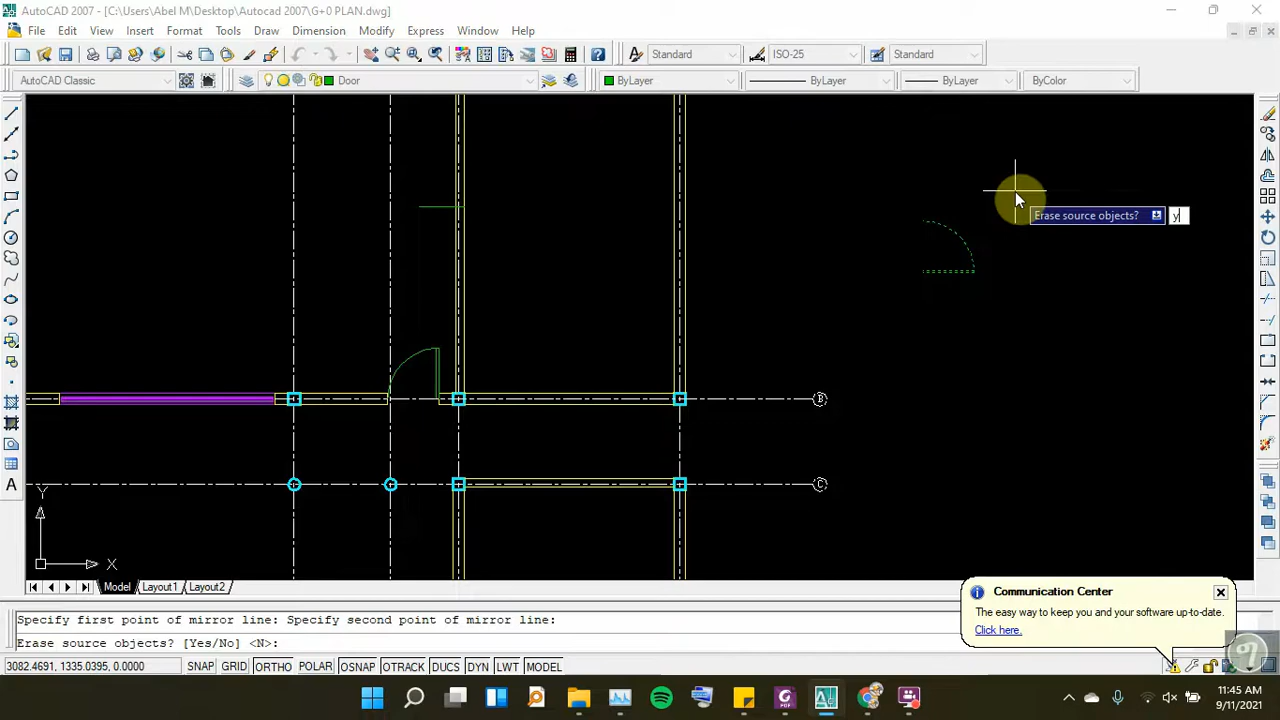 AutoCAD 2007 - [C:\Users\Abel M\Desktop\Autocad 2007\G+0 PLAN.dwg]
File Edit View Insert Format Tools Draw Dimension Modify Express Window Help
Standard ISO-25 Standard
AutoCAD Classic Door ByLayer ByLayer ByLayer ByColor
Erase source objects? y
B
C
Y
X
A
Model Layout1 Layout2
Communication Center
The easy way to keep you and your software up-to-date.
Click here.
Specify first point of mirror line: Specify second point of mirror line:
Erase source objects? [Yes/No] <N>:
3082.4691, 1335.0395, 0.0000 SNAP GRID ORTHO POLAR OSNAP OTRACK DUCS DYN LWT MODEL
11:45 AM
9/11/2021